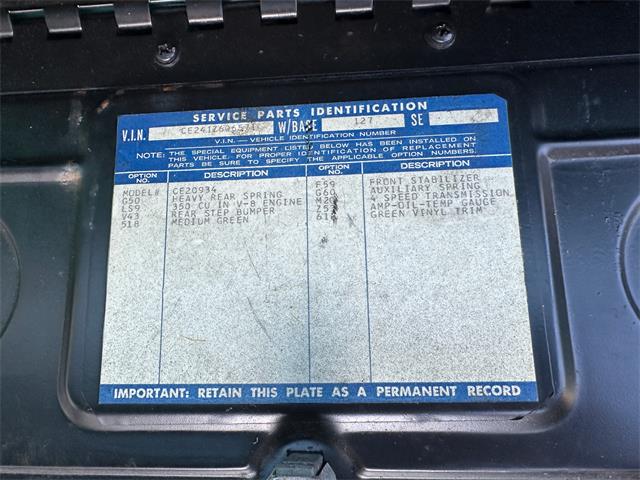 SERVICE PARTS IDENTIFICATION
V.I.N. W/BASE 127 SE
V.I.N. — VEHICLE IDENTIFICATION NUMBER
NOTE: THE SPECIAL EQUIPMENT LISTED BELOW HAS BEEN INSTALLED ON
THIS VEHICLE. FOR PROPER IDENTIFICATION OF REPLACEMENT
PARTS BE SURE TO SPECIFY THE APPLICABLE OPTION NUMBERS.
OPTION NO. DESCRIPTION OPTION NO. DESCRIPTION
MODEL# CE20934 F59 FRONT STABILIZER
G50 HEAVY REAR SPRING G60 AUXILIARY SPRING
LS9 350 CU IN V-8 ENGINE M20 4 SPEED TRANSMISSION
V43 REAR STEP BUMPER Z53 AMP-OIL-TEMP GAUGE
518 MEDIUM GREEN GREEN VINYL TRIM
IMPORTANT: RETAIN THIS PLATE AS A PERMANENT RECORD